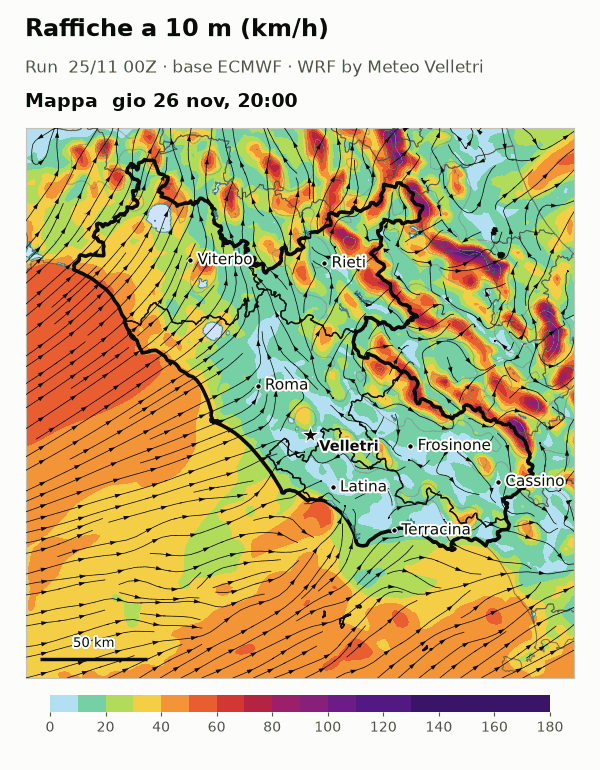 Raffiche a 10 m (km/h)
Run  25/11 00Z · base ECMWF · WRF by Meteo Velletri
Mappa  gio 26 nov, 20:00
Viterbo
Rieti
Roma
Velletri
Frosinone
Latina
Cassino
Terracina
50 km
0 20 40 60 80 100 120 140 160 180